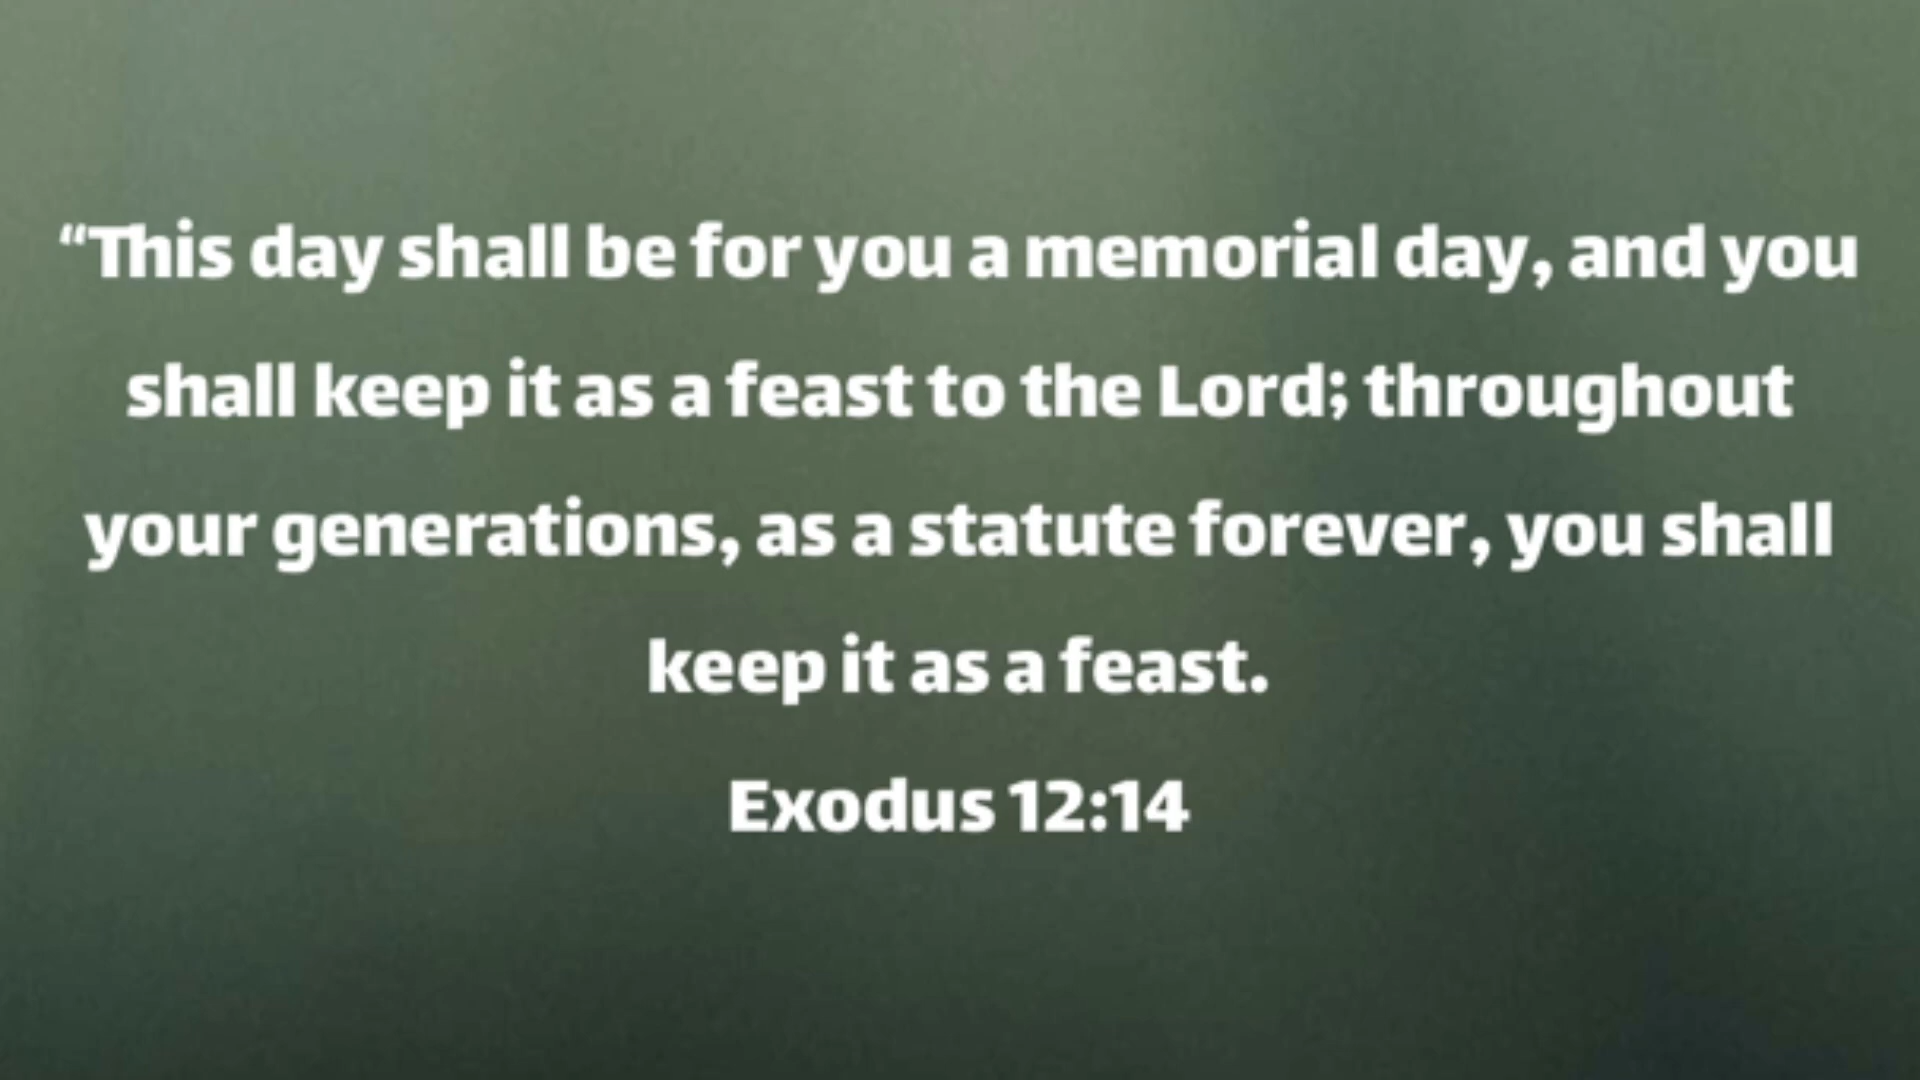 “This day shall be for you a memorial day, and you
shall keep it as a feast to the Lord; throughout
your generations, as a statute forever, you shall
keep it as a feast.
Exodus 12:14